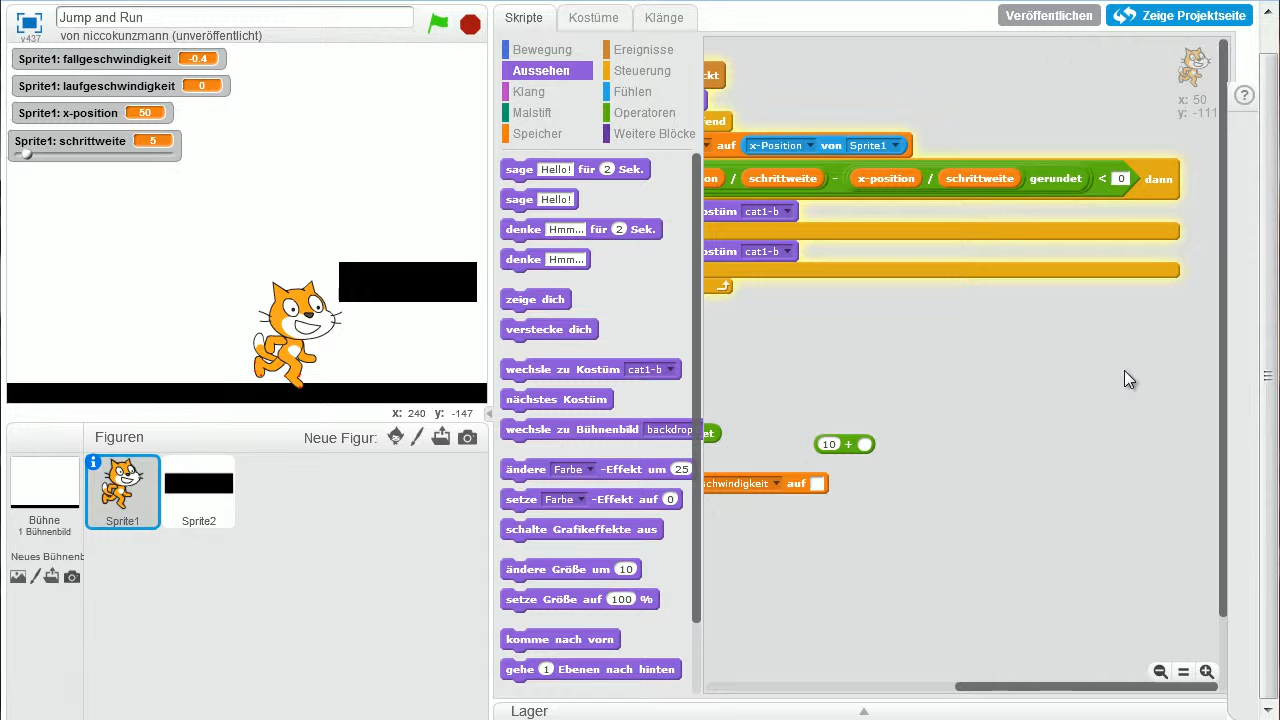 Jump and Run
von niccokunzmann (unveröffentlicht)
v437
Skripte
Kostüme
Klänge
Veröffentlichen
Zeige Projektseite
Sprite1: fallgeschwindigkeit -0.4
Sprite1: laufgeschwindigkeit 0
Sprite1: x-position 50
Sprite1: schrittweite 5
Bewegung
Ereignisse
Aussehen
Steuerung
Klang
Fühlen
Malstift
Operatoren
Speicher
Weitere Blöcke
sage Hello! für 2 Sek.
sage Hello!
denke Hmm... für 2 Sek.
denke Hmm...
zeige dich
verstecke dich
wechsle zu Kostüm cat1-b
nächstes Kostüm
wechsle zu Bühnenbild backdrop
ändere Farbe -Effekt um 25
setze Farbe -Effekt auf 0
schalte Grafikeffekte aus
ändere Größe um 10
setze Größe auf 100 %
komme nach vorn
gehe 1 Ebenen nach hinten
ckt
fend
auf x-Position von Sprite1
on / schrittweite - x-position / schrittweite gerundet < 0 dann
ostüm cat1-b
ostüm cat1-b
et
10 +
schwindigkeit auf
x: 50
y: -111
?
x: 240 y: -147
Figuren
Neue Figur:
Bühne
1 Bühnenbild
Sprite1
Sprite2
Neues Bühnenb
Lager